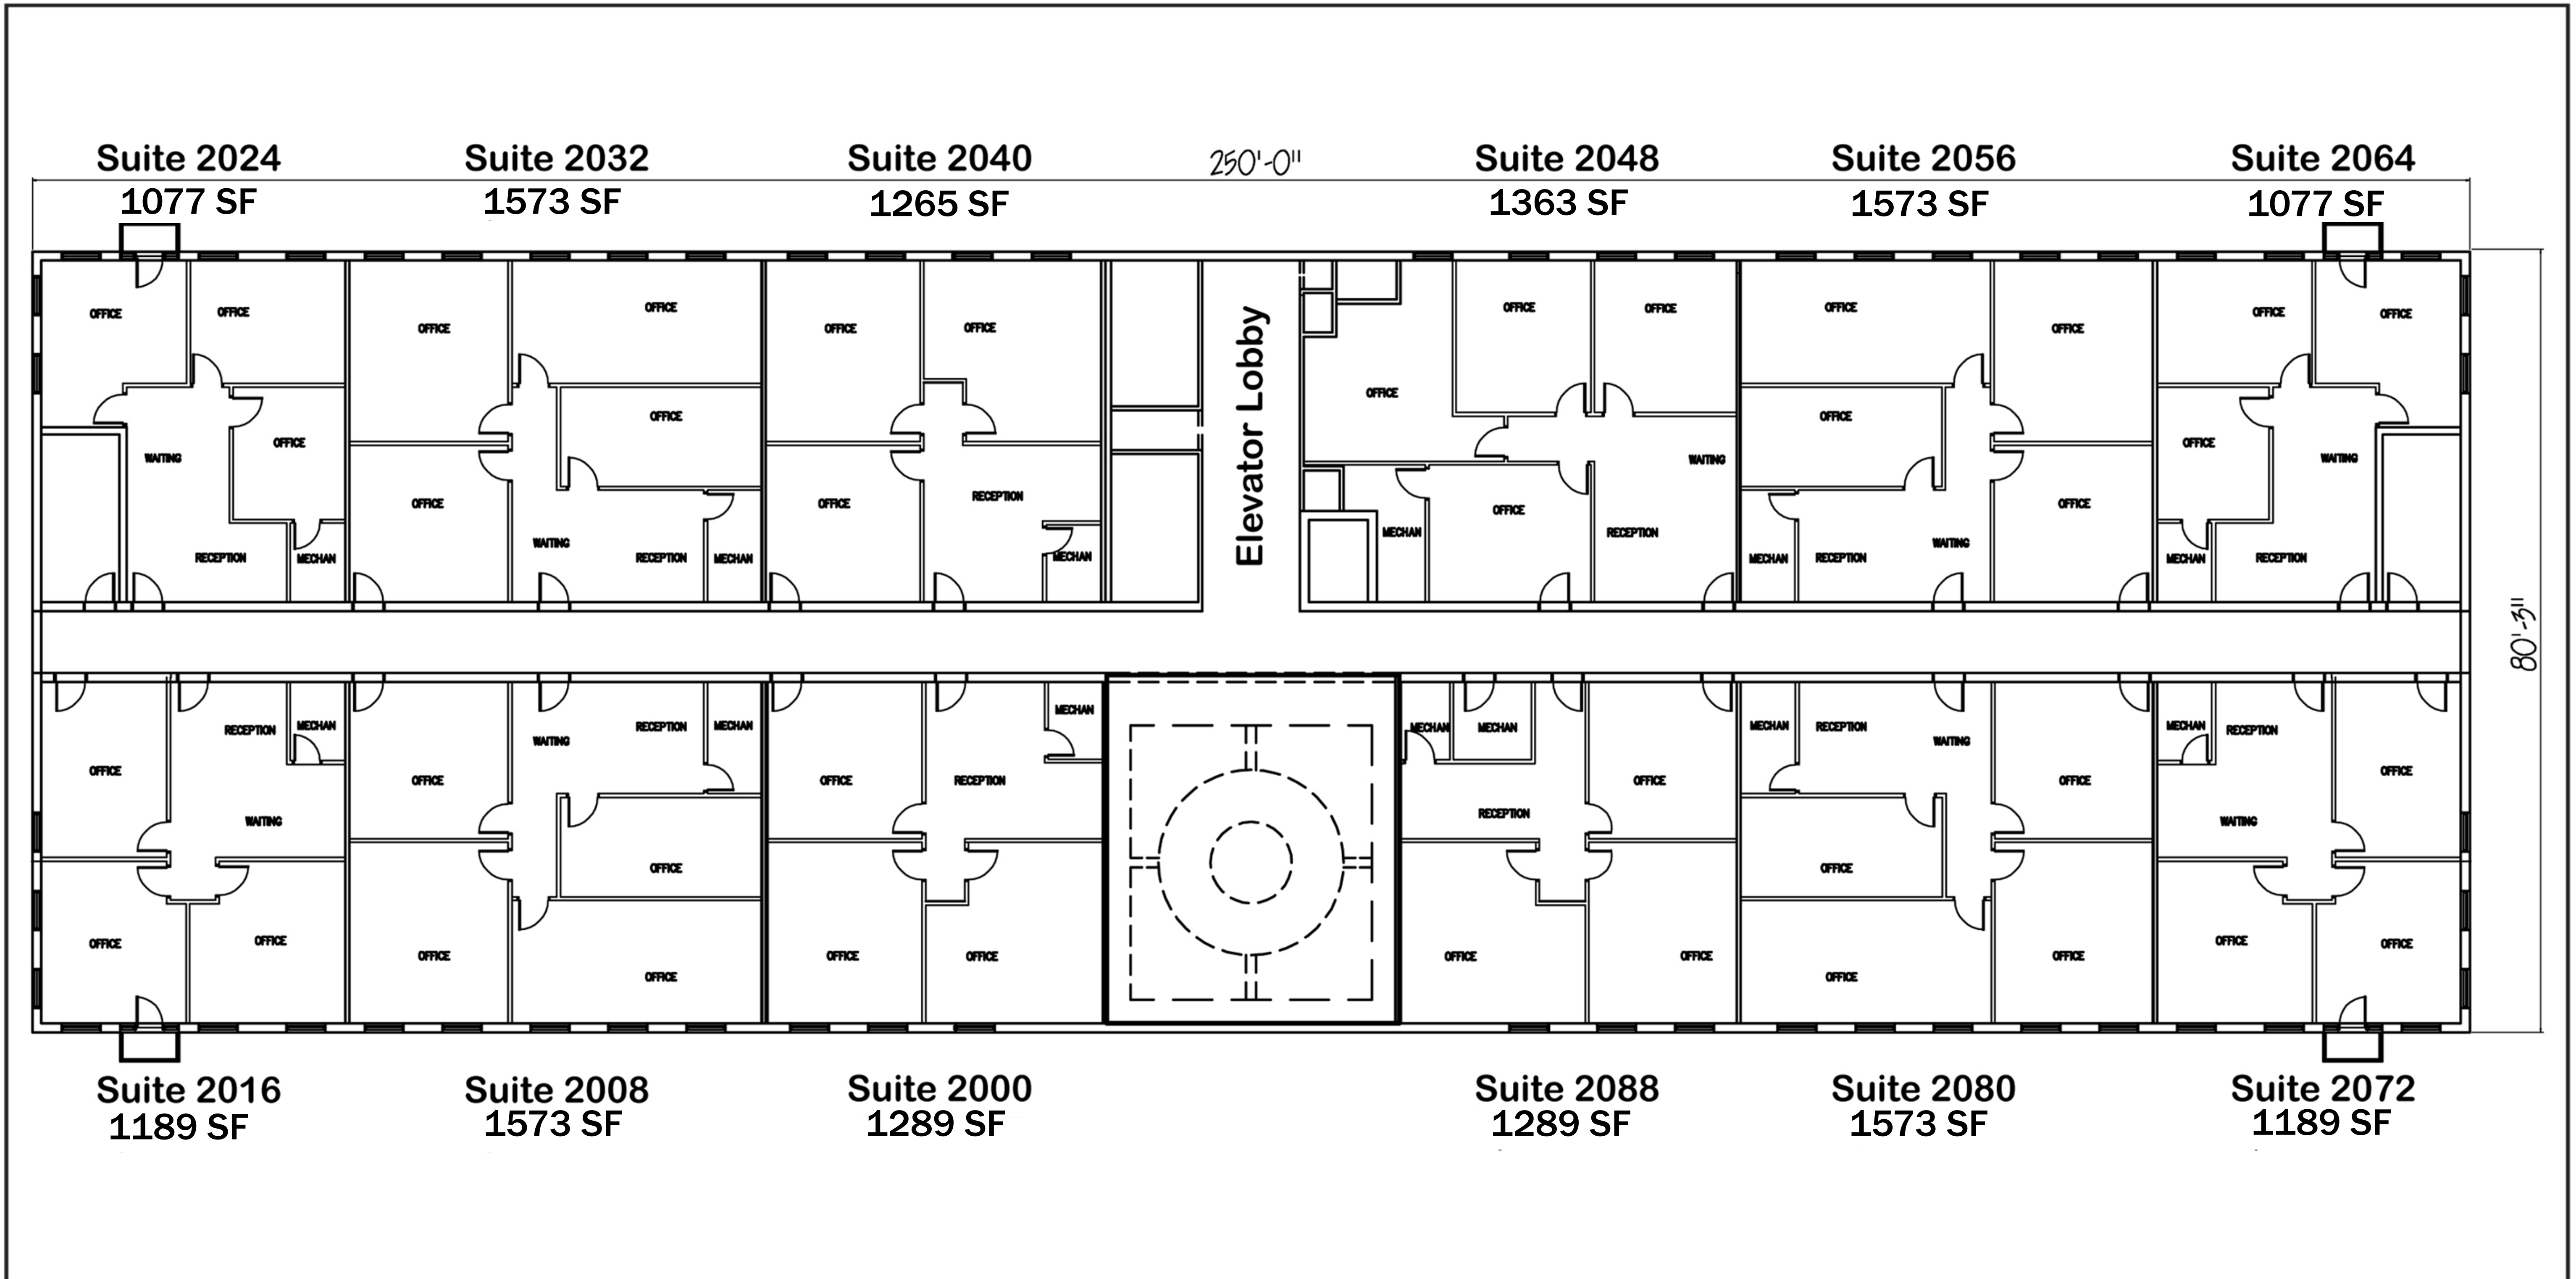 Suite 2024
Suite 2032
Suite 2040
250'-0"
Suite 2048
Suite 2056
Suite 2064
1077 SF
1573 SF
1265 SF
1363 SF
1573 SF
1077 SF
OFFICE
OFFICE
OFFICE
WAITING
RECEPTION
MECHAN
OFFICE
OFFICE
OFFICE
OFFICE
WAITING
RECEPTION
MECHAN
OFFICE
OFFICE
OFFICE
RECEPTION
MECHAN
Elevator Lobby
OFFICE
OFFICE
OFFICE
WAITING
OFFICE
MECHAN
RECEPTION
OFFICE
OFFICE
OFFICE
OFFICE
WAITING
MECHAN
RECEPTION
OFFICE
OFFICE
OFFICE
WAITING
MECHAN
RECEPTION
80'-3"
OFFICE
RECEPTION
MECHAN
WAITING
OFFICE
OFFICE
OFFICE
WAITING
RECEPTION
MECHAN
OFFICE
OFFICE
OFFICE
OFFICE
RECEPTION
MECHAN
OFFICE
OFFICE
MECHAN
MECHAN
OFFICE
RECEPTION
OFFICE
OFFICE
MECHAN
RECEPTION
WAITING
OFFICE
OFFICE
OFFICE
OFFICE
MECHAN
RECEPTION
OFFICE
WAITING
OFFICE
OFFICE
Suite 2016
Suite 2008
Suite 2000
Suite 2088
Suite 2080
Suite 2072
1189 SF
1573 SF
1289 SF
1289 SF
1573 SF
1189 SF